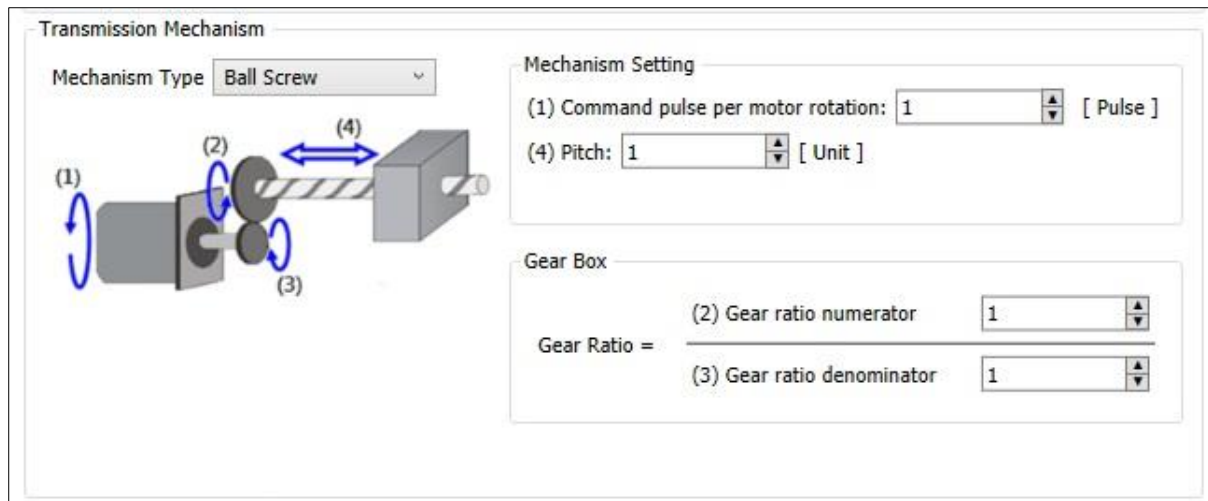 Transmission Mechanism
Mechanism Type Ball Screw
(1)
(2)
(4)
(3)
Mechanism Setting
(1) Command pulse per motor rotation: 1 [ Pulse ]
(4) Pitch: 1 [ Unit ]
Gear Box
Gear Ratio =
(2) Gear ratio numerator 1
(3) Gear ratio denominator 1